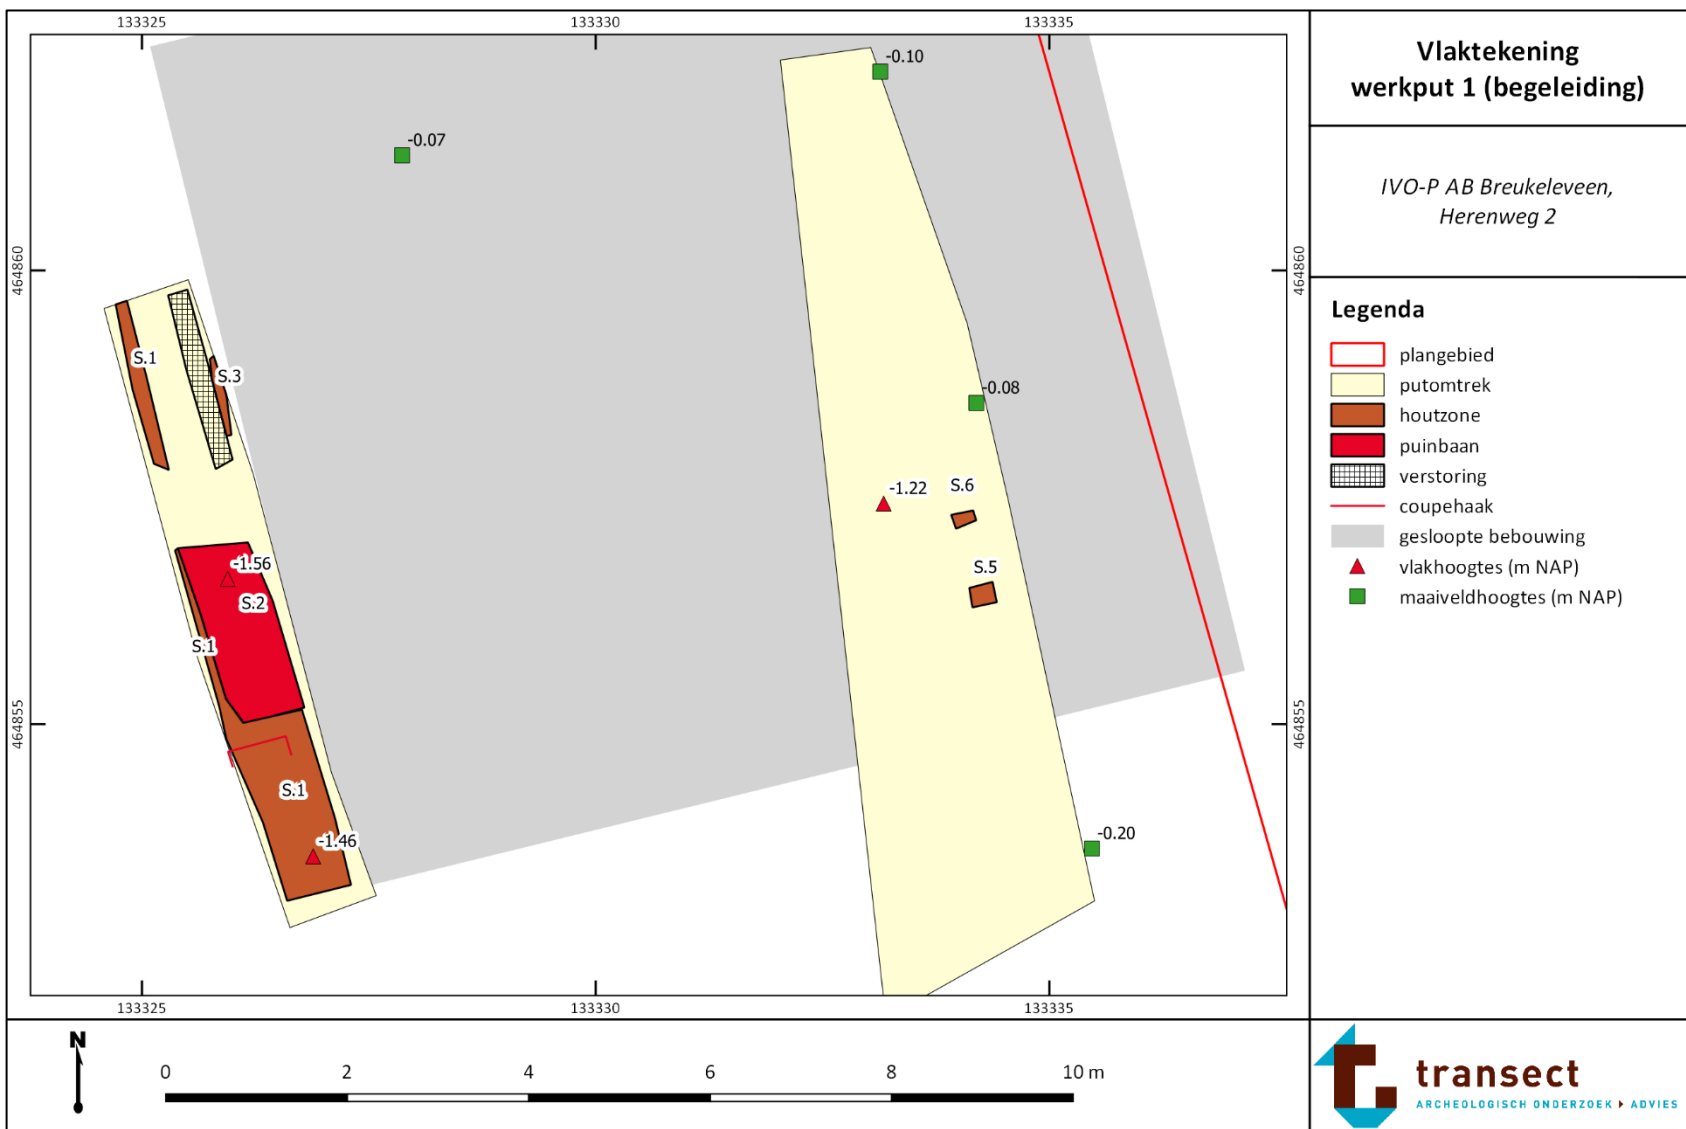 133325
133330
133335
-0.10
-0.07
464860
464860
S.1
S.3
-0.08
-1.22
S.6
-1.56
S.2
S.5
S.1
464855
464855
S.1
-1.46
-0.20
133325
133330
133335
Vlaktekening
werkput 1 (begeleiding)
IVO-P AB Breukeleveen,
Herenweg 2
Legenda
plangebied
putomtrek
houtzone
puinbaan
verstoring
coupehaak
gesloopte bebouwing
vlakhoogtes (m NAP)
maaiveldhoogtes (m NAP)
N
0 2 4 6 8 10 m
transect
ARCHEOLOGISCH ONDERZOEK ▸ ADVIES